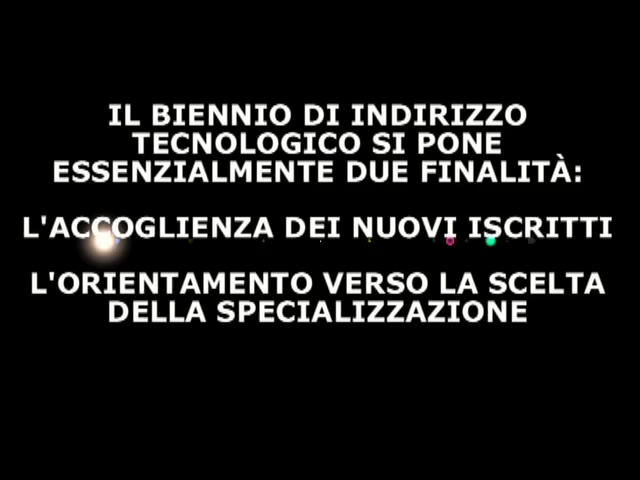 IL BIENNIO DI INDIRIZZO
TECNOLOGICO SI PONE
ESSENZIALMENTE DUE FINALITÀ:
L'ACCOGLIENZA DEI NUOVI ISCRITTI
L'ORIENTAMENTO VERSO LA SCELTA
DELLA SPECIALIZZAZIONE